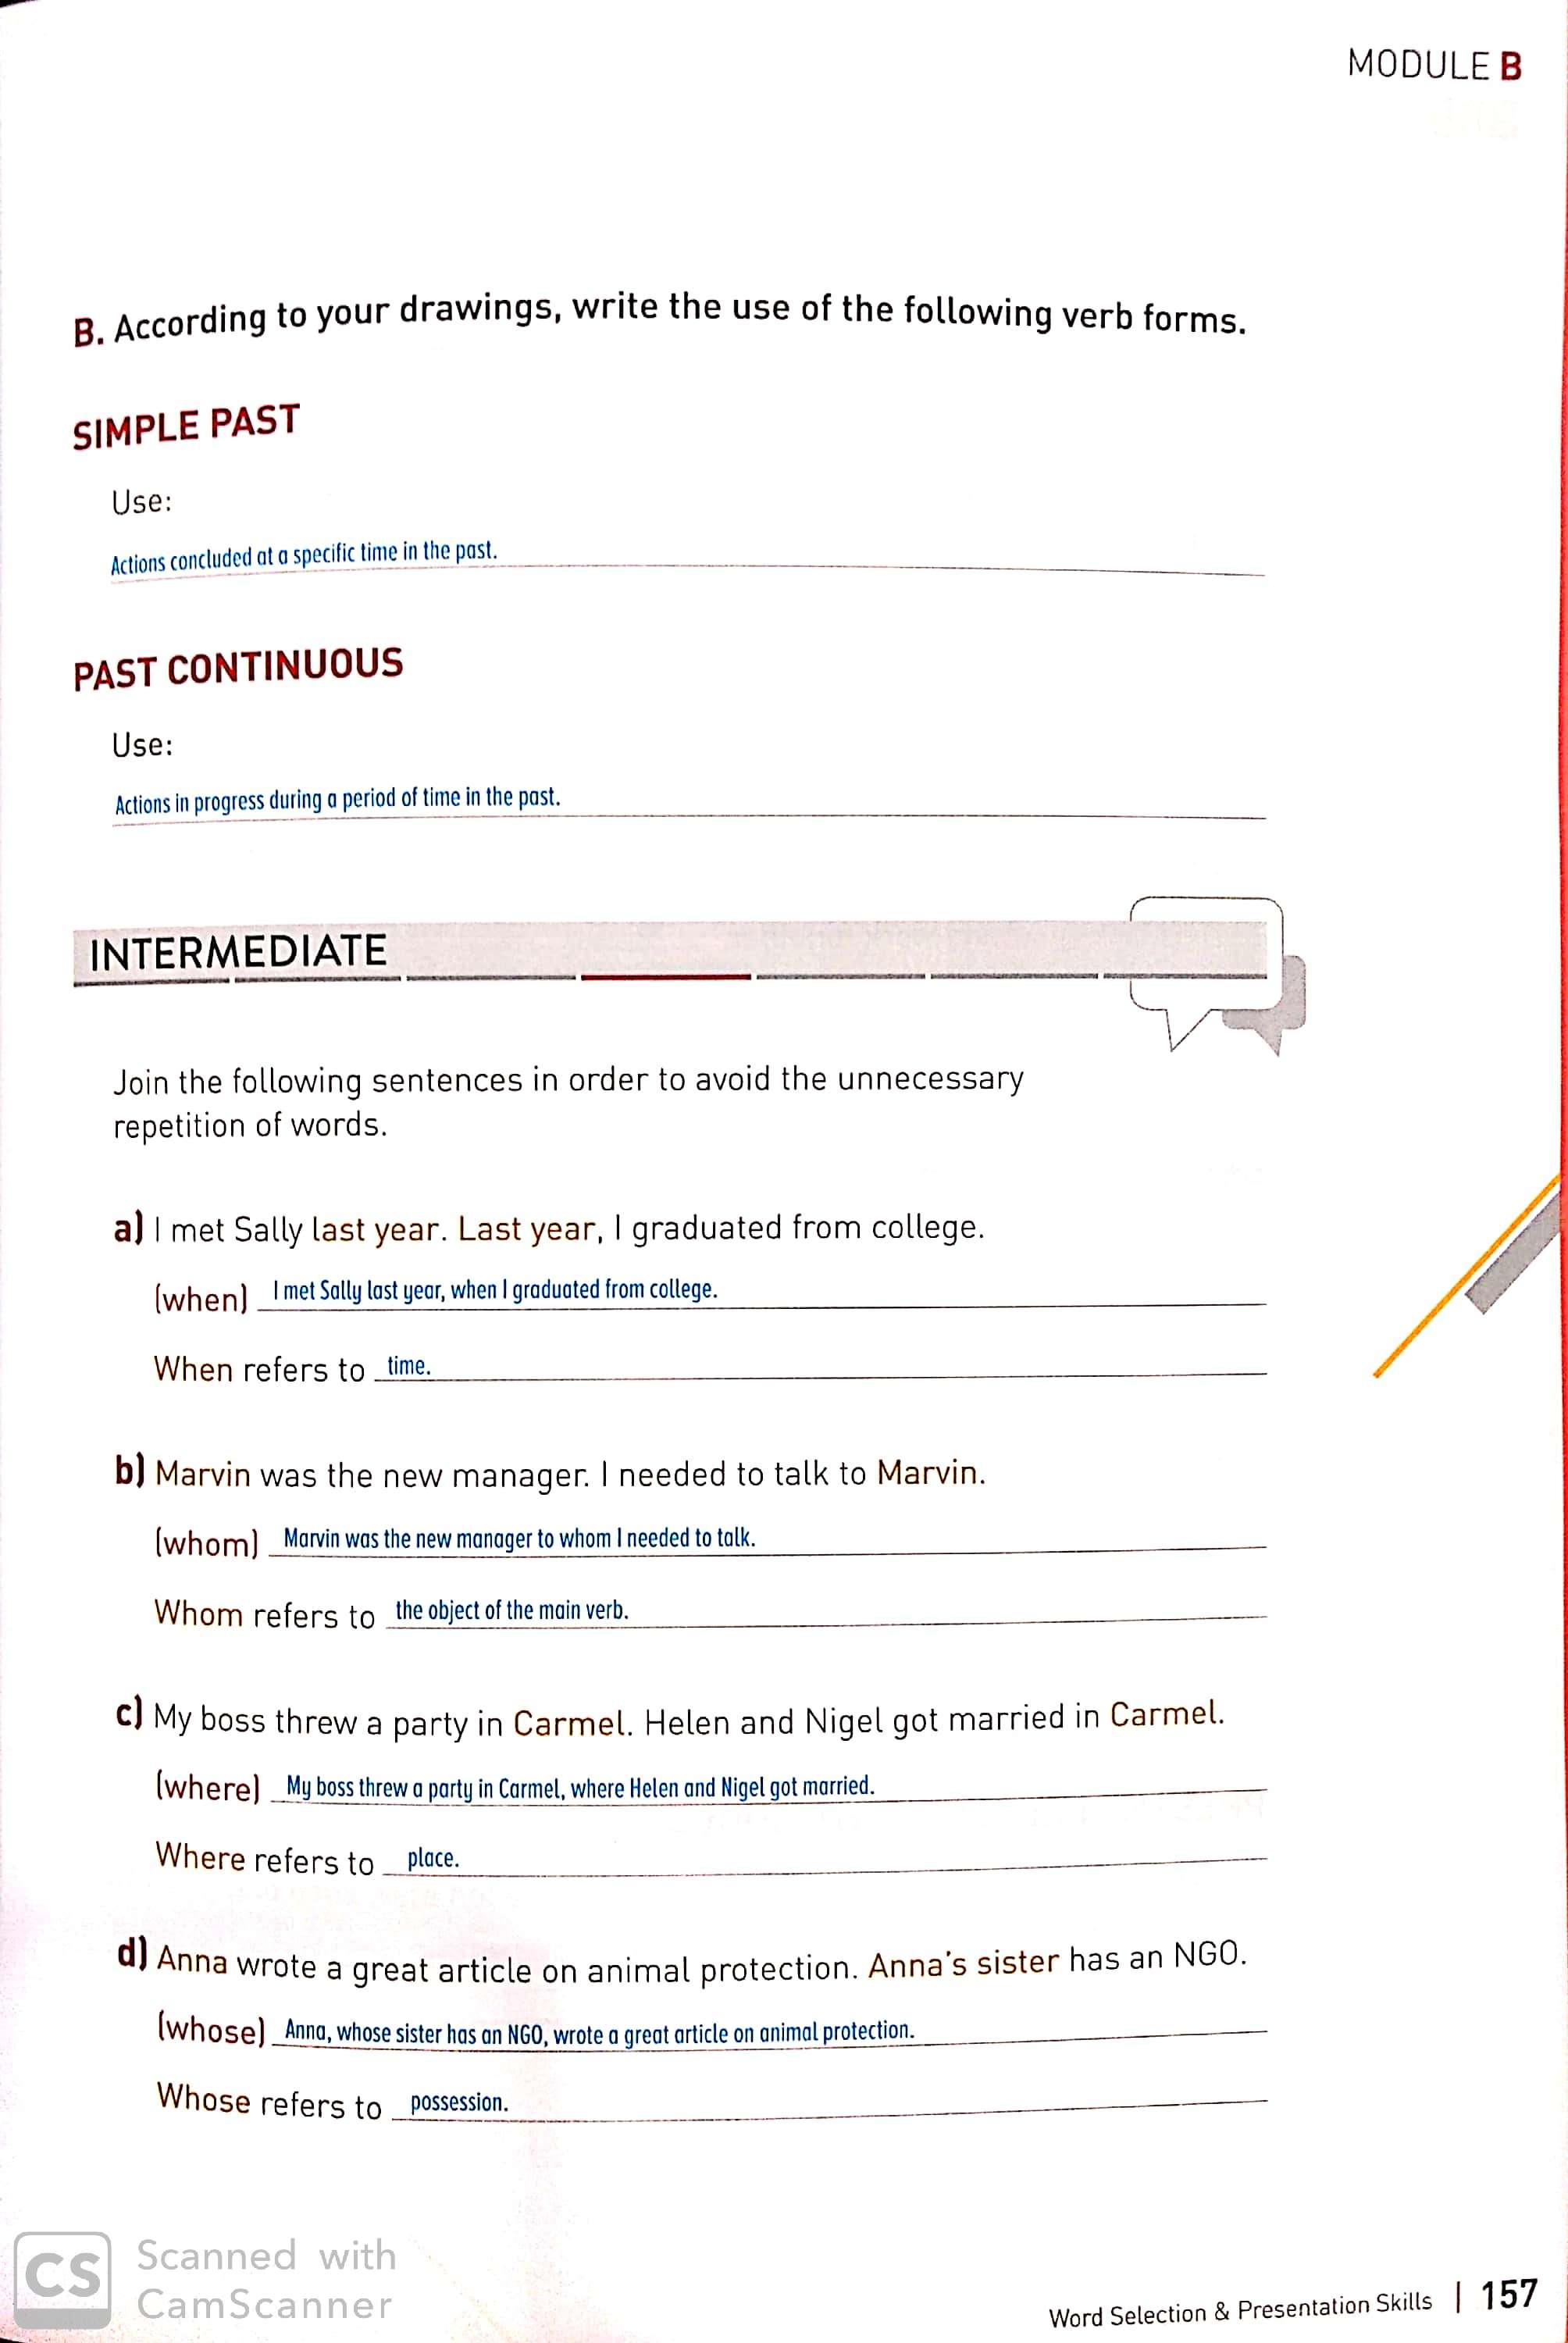 MODULE B
B. According to your drawings, write the use of the following verb forms.
SIMPLE PAST
Use:
Actions concluded at a specific time in the past.
PAST CONTINUOUS
Use:
Actions in progress during a period of time in the past.
INTERMEDIATE
Join the following sentences in order to avoid the unnecessary
repetition of words.
a) I met Sally last year. Last year, I graduated from college.
(when) I met Sally last year, when I graduated from college.
When refers to time.
b) Marvin was the new manager. I needed to talk to Marvin.
(whom) Marvin was the new manager to whom I needed to talk.
Whom refers to the object of the main verb.
c) My boss threw a party in Carmel. Helen and Nigel got married in Carmel.
(where) My boss threw a party in Carmel, where Helen and Nigel got married.
Where refers to place.
d) Anna wrote a great article on animal protection. Anna's sister has an NGO.
(whose) Anna, whose sister has an NGO, wrote a great article on animal protection.
Whose refers to possession.
CS Scanned with
CamScanner
Word Selection & Presentation Skills | 157